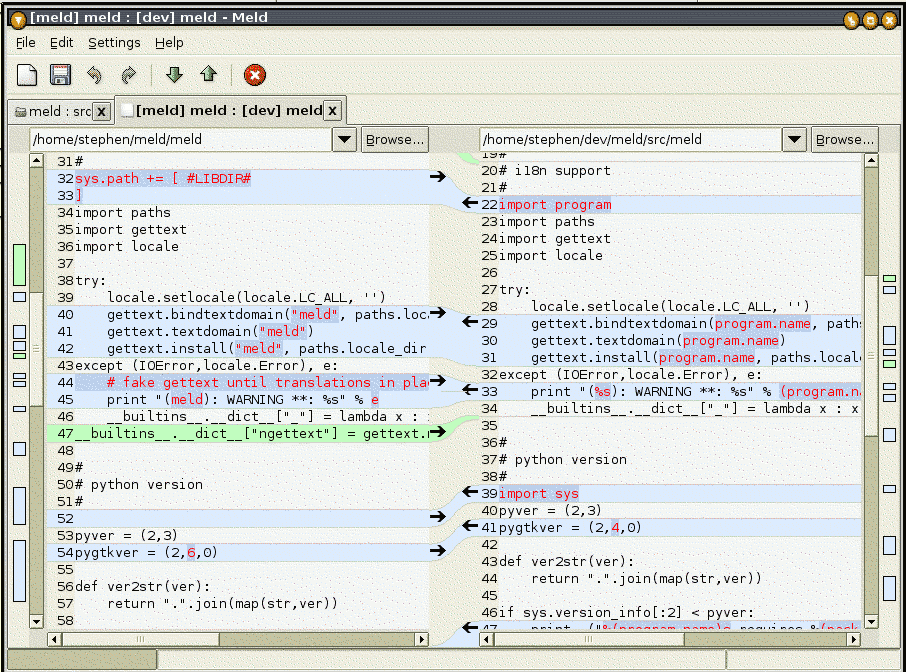 [meld] meld : [dev] meld - Meld
File Edit Settings Help
meld : src x [meld] meld : [dev] meld x
/home/stephen/meld/meld Browse...
31#
32sys.path += [ #LIBDIR#
33]
34import paths
35import gettext
36import locale
37
38try:
39    locale.setlocale(locale.LC_ALL, '')
40    gettext.bindtextdomain("meld", paths.loc
41    gettext.textdomain("meld")
42    gettext.install("meld", paths.locale_dir
43except (IOError,locale.Error), e:
44    # fake gettext until translations in pla
45    print "(meld): WARNING **: %s" % e
46    __builtins__.__dict__["_"] = lambda x :
47__builtins__.__dict__["ngettext"] = gettext.
48
49#
50# python version
51#
52
53pyver = (2,3)
54pygtkver = (2,6,0)
55
56def ver2str(ver):
57    return ".".join(map(str,ver))
58
/home/stephen/dev/meld/src/meld Browse...
19#
20# i18n support
21#
22import program
23import paths
24import gettext
25import locale
26
27try:
28    locale.setlocale(locale.LC_ALL, '')
29    gettext.bindtextdomain(program.name, path
30    gettext.textdomain(program.name)
31    gettext.install(program.name, paths.local
32except (IOError,locale.Error), e:
33    print "(%s): WARNING **: %s" % (program.n
34    __builtins__.__dict__["_"] = lambda x : x
35
36#
37# python version
38#
39import sys
40pyver = (2,3)
41pygtkver = (2,4,0)
42
43def ver2str(ver):
44    return ".".join(map(str,ver))
45
46if sys.version_info[:2] < pyver:
47    print ("%(program.name)s requires %(pack